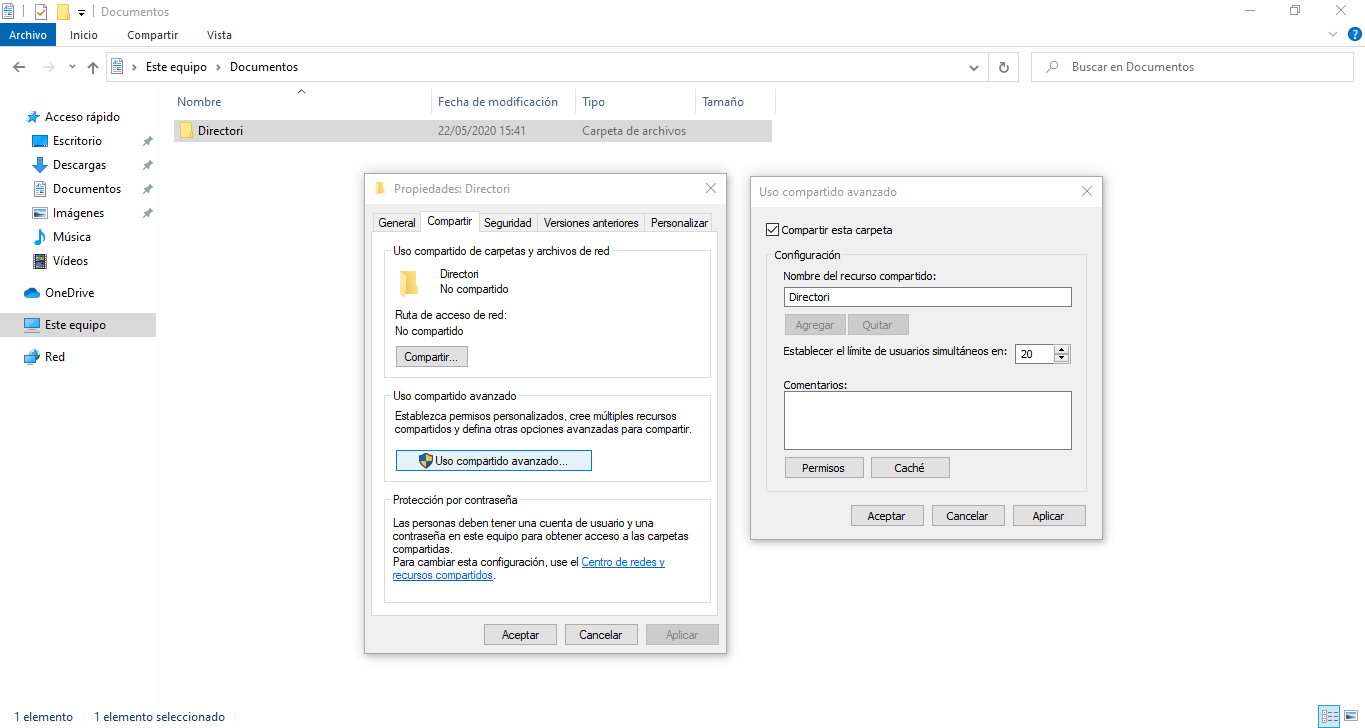 Documentos
Archivo
Inicio
Compartir
Vista
?
Este equipo
Documentos
Buscar en Documentos
Nombre
Fecha de modificación
Tipo
Tamaño
Acceso rápido
Escritorio
Descargas
Documentos
Imágenes
Música
Vídeos
OneDrive
Este equipo
Red
Directori
22/05/2020 15:41
Carpeta de archivos
Propiedades: Directori
General
Compartir
Seguridad
Versiones anteriores
Personalizar
Uso compartido de carpetas y archivos de red
Directori
No compartido
Ruta de acceso de red:
No compartido
Compartir...
Uso compartido avanzado
Establezca permisos personalizados, cree múltiples recursos
compartidos y defina otras opciones avanzadas para compartir.
Uso compartido avanzado...
Protección por contraseña
Las personas deben tener una cuenta de usuario y una
contraseña en este equipo para obtener acceso a las carpetas
compartidas.
Para cambiar esta configuración, use el Centro de redes y
recursos compartidos.
Aceptar
Cancelar
Aplicar
Uso compartido avanzado
Compartir esta carpeta
Configuración
Nombre del recurso compartido:
Directori
Agregar
Quitar
Establecer el límite de usuarios simultáneos en:
20
Comentarios:
Permisos
Caché
Aceptar
Cancelar
Aplicar
1 elemento
1 elemento seleccionado